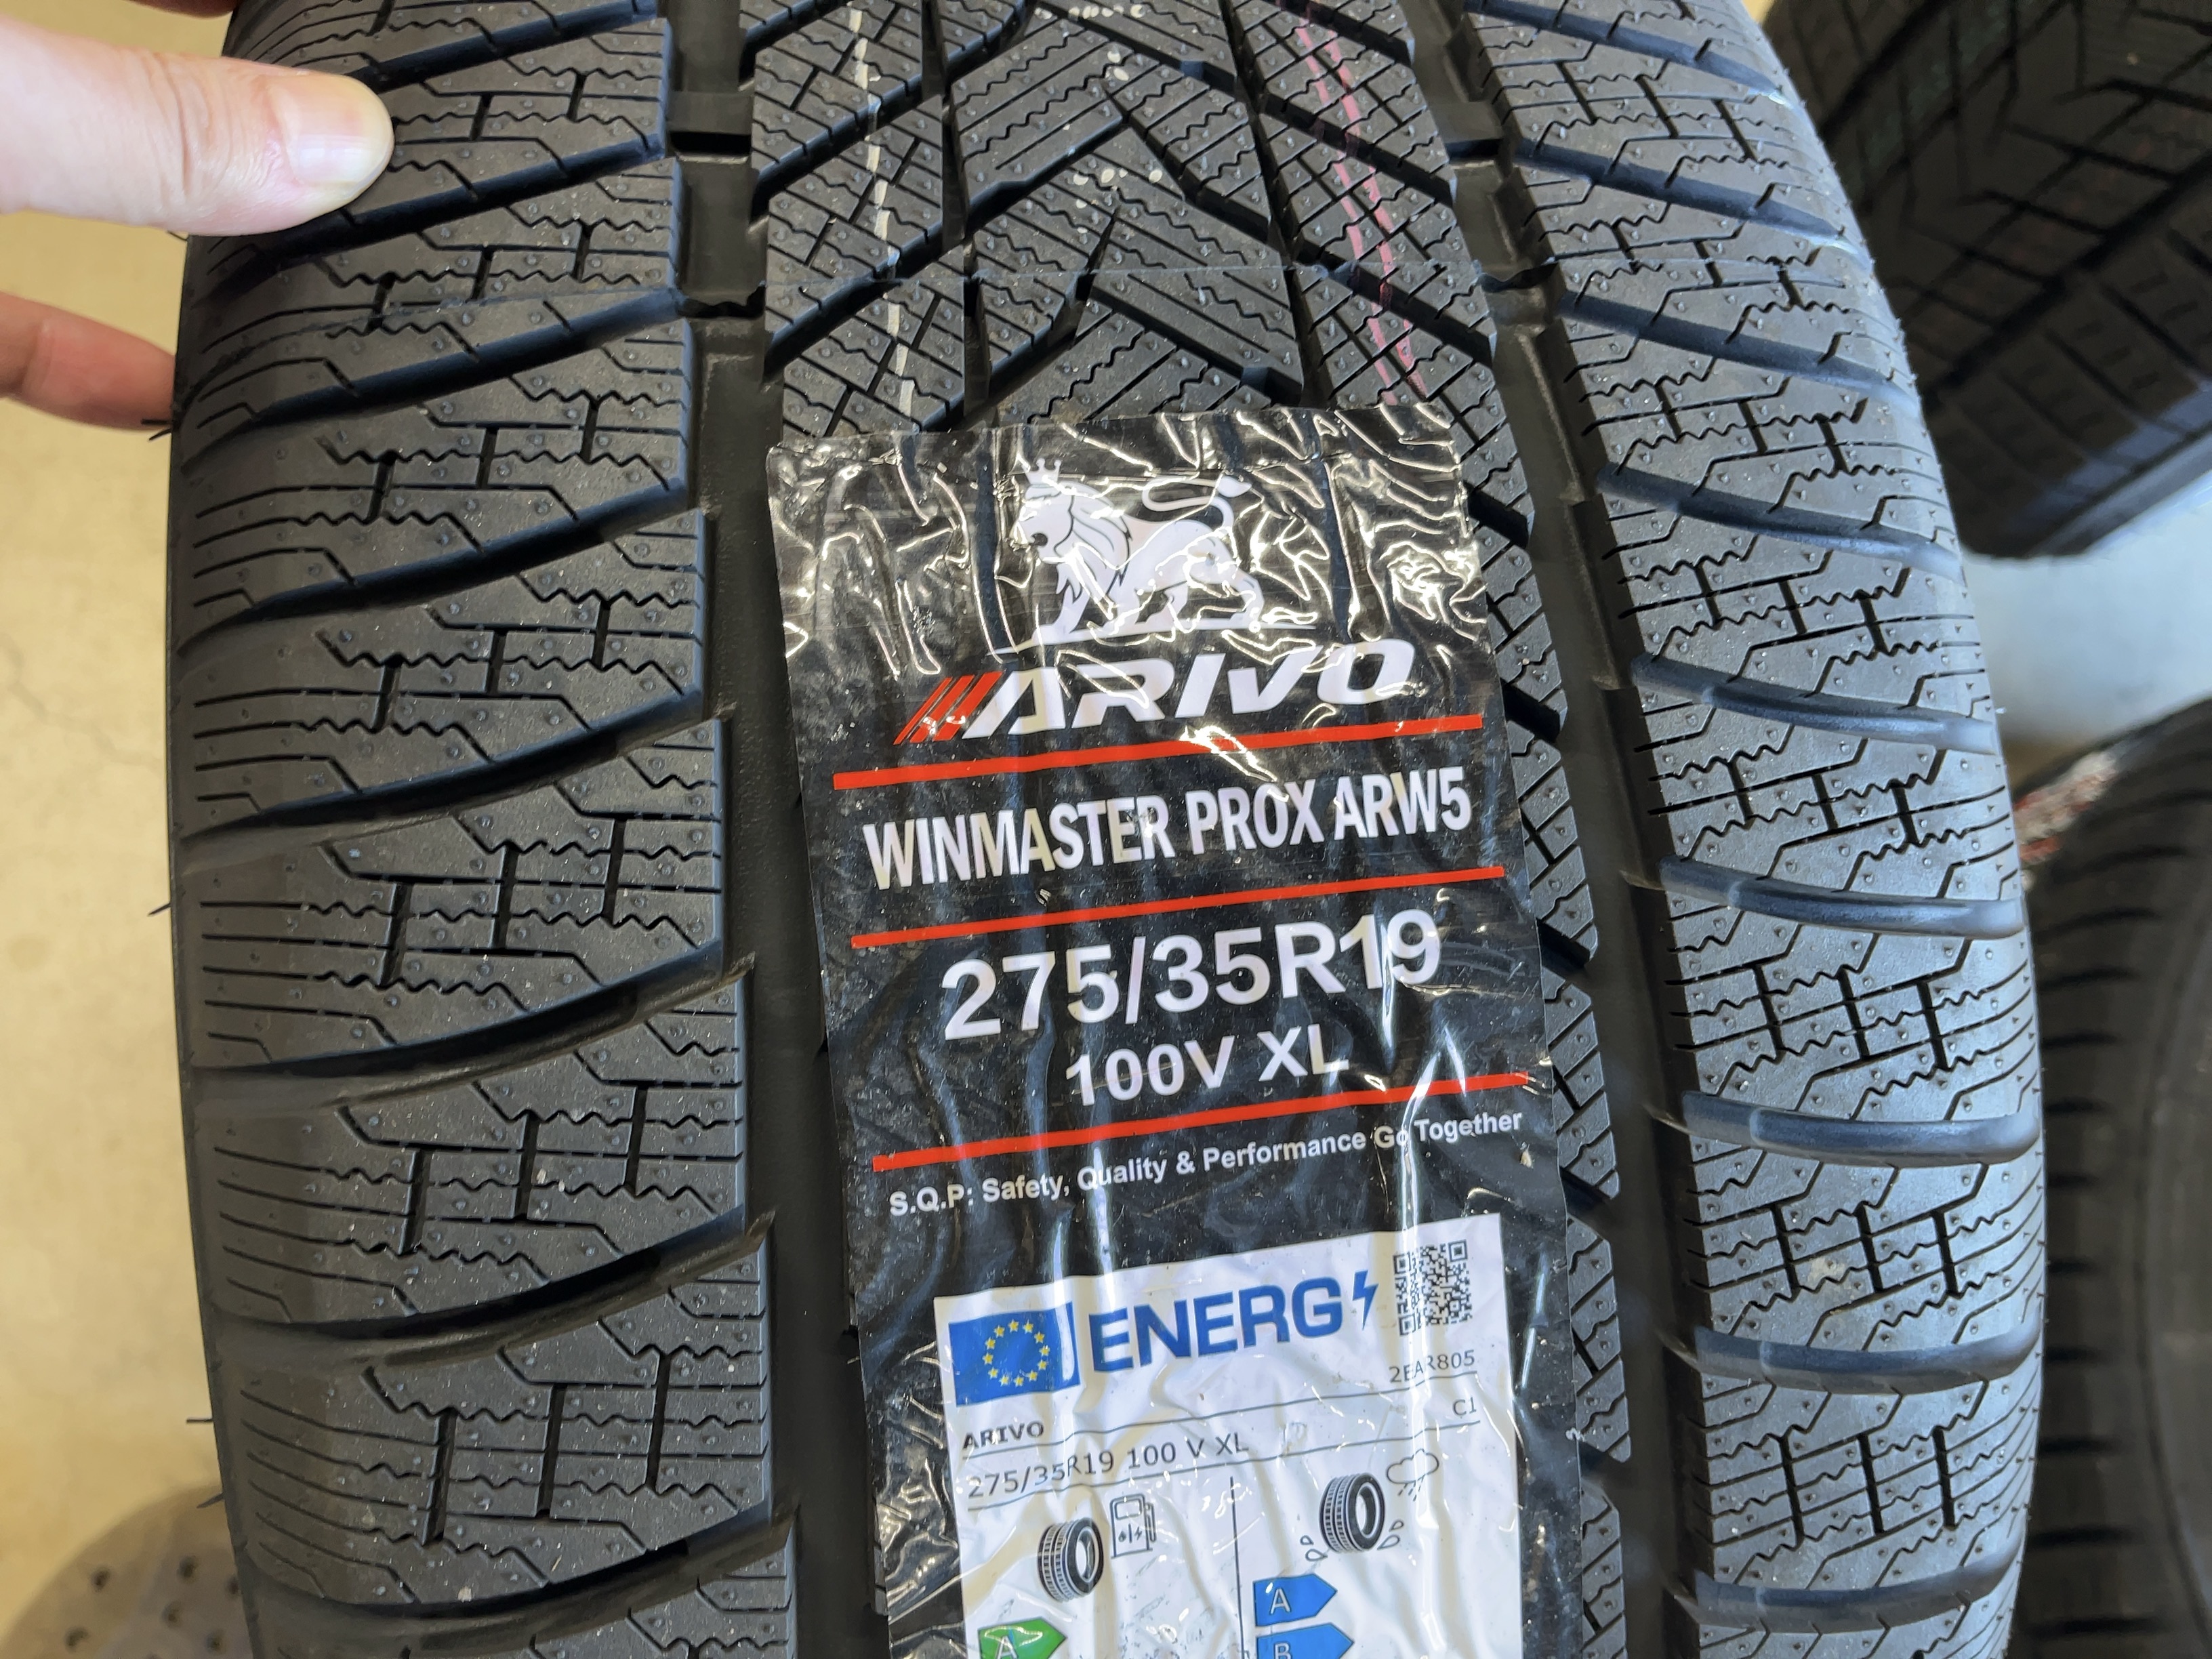 ARIVO
WINMASTER PROX ARW5
275/35R19
100V XL
S.Q.P: Safety, Quality & Performance Go Together
ENERG
2EAR805
ARIVO
C1
275/35R19 100 V XL
A
A
B